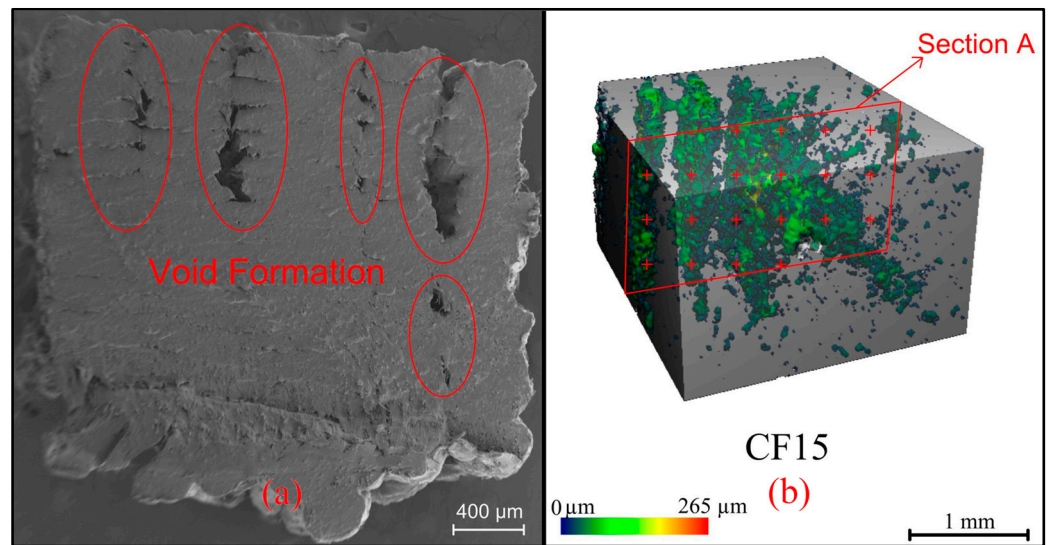 Void Formation
(a)
400 µm
Section A
CF15
(b)
0 µm
265 µm
1 mm